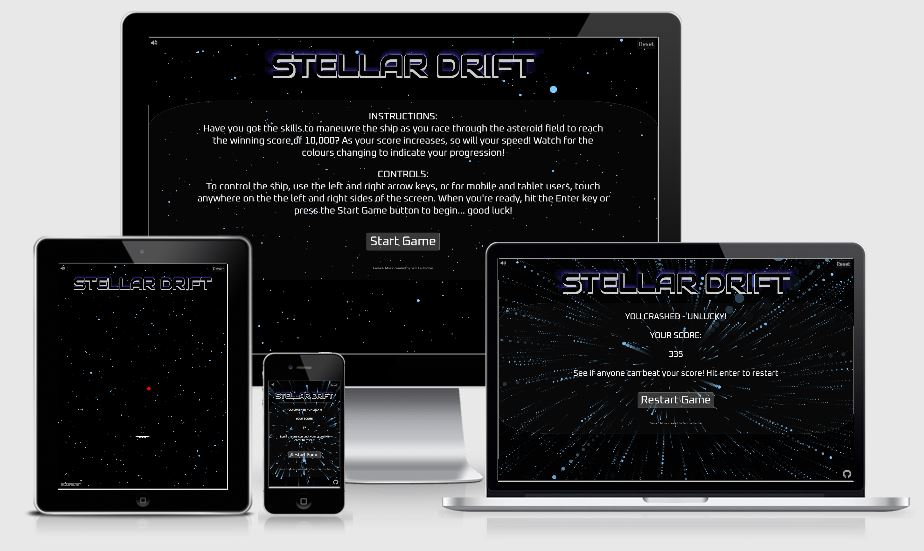 Reset
STELLAR DRIFT
INSTRUCTIONS:
Have you got the skills to maneuvre the ship as you race through the asteroid field to reach
the winning score of 10,000? As your score increases, so will your speed! Watch for the
colours changing to indicate your progression!
CONTROLS:
To control the ship, use the left and right arrow keys, or for mobile and tablet users, touch
anywhere on the the left and right sides of the screen. When you're ready, hit the Enter key or
press the Start Game button to begin... good luck!
Start Game
Reset
STELLAR DRIFT
STELLAR DRIFT
Restart Game
Reset
STELLAR DRIFT
YOU CRASHED - UNLUCKY!
YOUR SCORE:
335
See if anyone can beat your score! Hit enter to restart
Restart Game